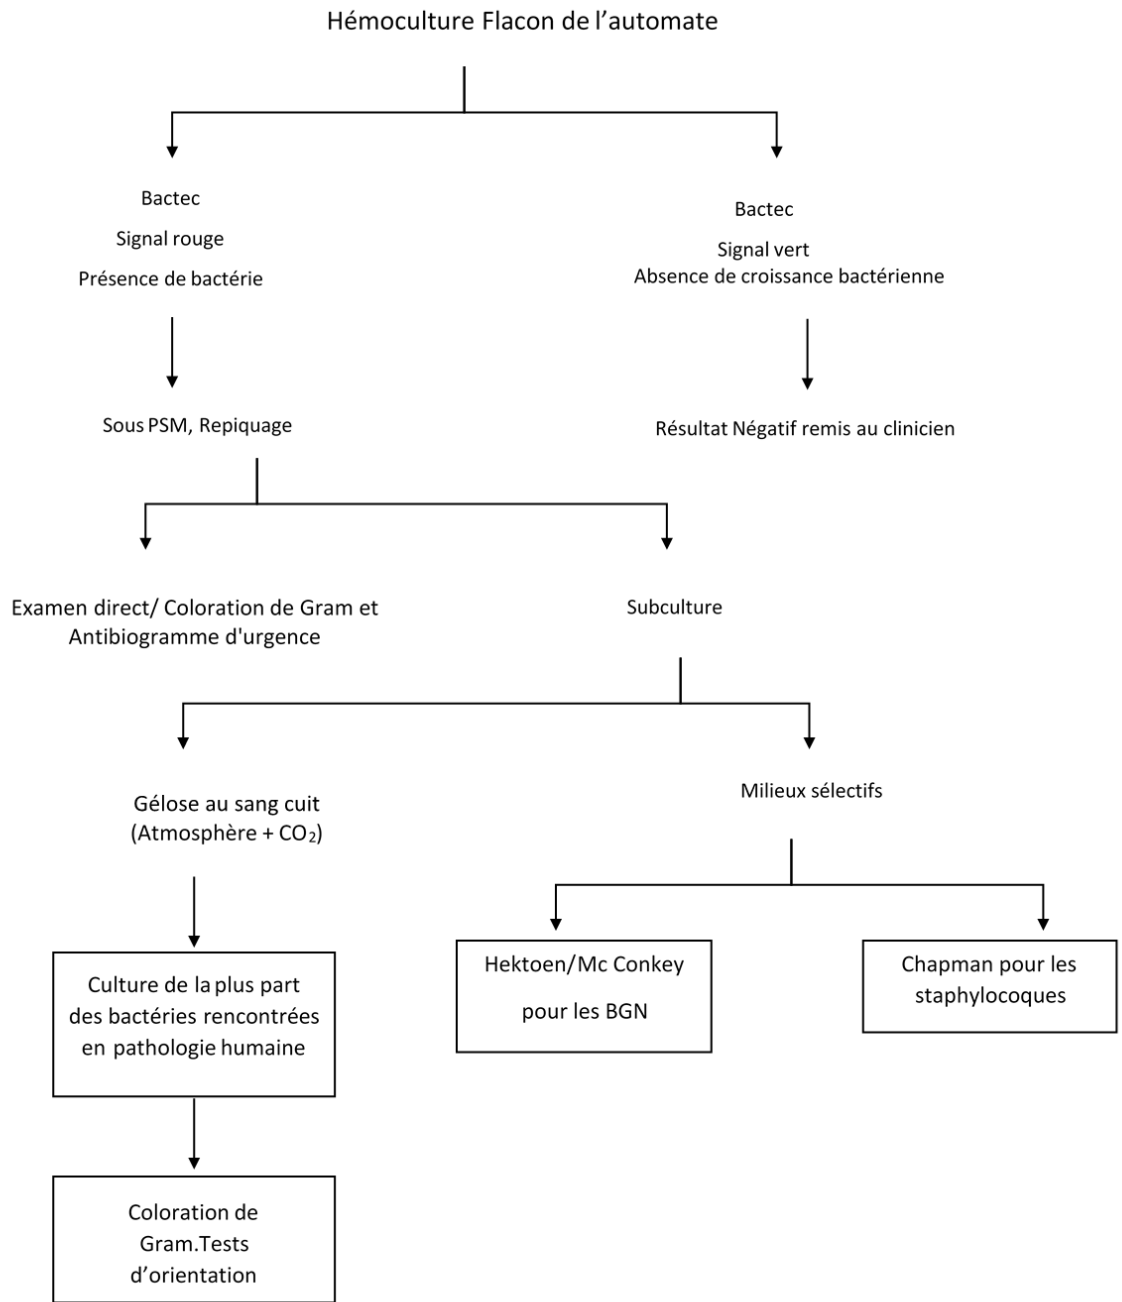 Hémoculture Flacon de l’automate
Bactec
Signal rouge
Présence de bactérie
Bactec
Signal vert
Absence de croissance bactérienne
Sous PSM, Repiquage
Résultat Négatif remis au clinicien
Examen direct/ Coloration de Gram et
Antibiogramme d'urgence
Subculture
Gélose au sang cuit
(Atmosphère + CO₂)
Milieux sélectifs
Culture de la plus part
des bactéries rencontrées
en pathologie humaine
Hektoen/Mc Conkey
pour les BGN
Chapman pour les
staphylocoques
Coloration de
Gram.Tests
d’orientation